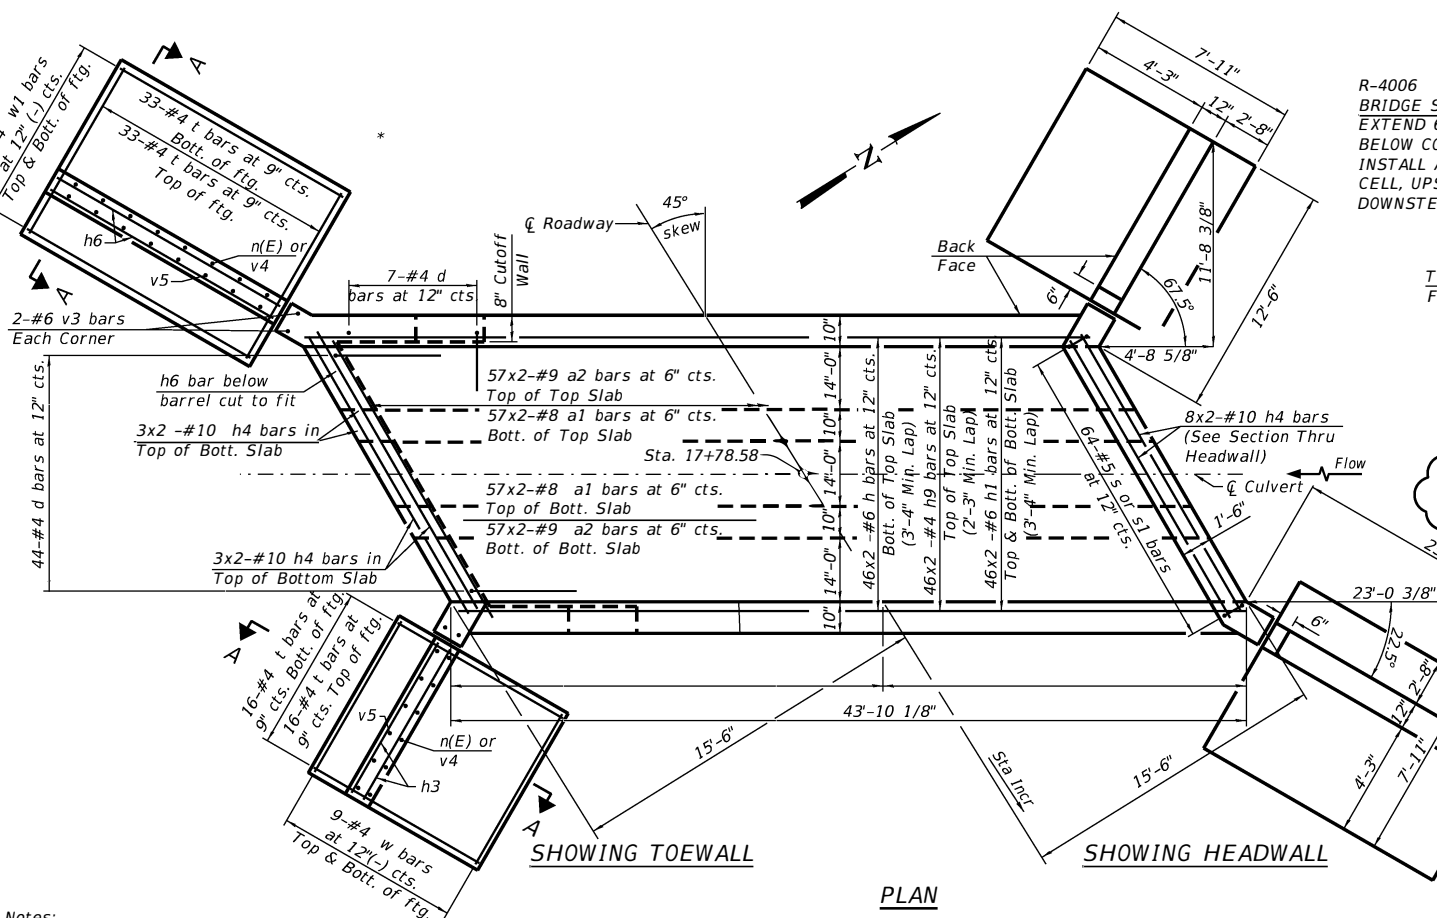 4 w1 bars
at 12" (-) cts.
Top & Bott. of ftg.
A
33-#4 t bars at 9" cts.
Bott. of ftg.
33-#4 t bars at 9" cts.
Top of ftg.
*
h6
n(E) or
v4
v5
A
2-#6 v3 bars
Each Corner
7-#4 d
bars at 12" cts.
8" Cutoff
Wall
℄ Roadway
45°
skew
N
Back
Face
7'-11"
4'-3"
12"
2'-8"
11'-8 3/8"
12'-6"
67.5°
6"
4'-8 5/8"
R-4006
BRIDGE S
EXTEND 6
BELOW CO
INSTALL A
CELL, UPS
DOWNSTE
T
F
44-#4 d bars at 12" cts.
h6 bar below
barrel cut to fit
3x2 -#10 h4 bars in
Top of Bott. Slab
57x2-#9 a2 bars at 6" cts.
Top of Top Slab
57x2-#8 a1 bars at 6" cts.
Bott. of Top Slab
Sta. 17+78.58
57x2-#8 a1 bars at 6" cts.
Top of Bott. Slab
57x2-#9 a2 bars at 6" cts.
Bott. of Bott. Slab
3x2-#10 h4 bars in
Top of Bottom Slab
10"
14'-0"
10"
14'-0"
10"
14'-0"
10"
46x2 -#6 h bars at 12" cts.
Bott. of Top Slab
(3'-4" Min. Lap)
46x2 -#4 h9 bars at 12" cts.
Top of Top Slab
(2'-3" Min. Lap)
46x2 -#6 h1 bars at 12" cts.
Top & Bott. of Bott. Slab
(3'-4" Min. Lap)
64-#5 s or s1 bars
at 12" cts.
8x2-#10 h4 bars
(See Section Thru
Headwall)
Flow
℄ Culvert
1'-6"
2
23'-0 3/8"
22.5°
6"
2'-8"
12"
4'-3"
7'-11"
A
16-#4 t bars at
9" cts. Bott. of ftg.
16-#4 t bars at
9" cts. Top of ftg.
v5
n(E) or
v4
h3
A
9-#4 w bars
at 12"(-) cts.
Top & Bott. of ftg.
43'-10 1/8"
15'-6"
Sta Incr
15'-6"
SHOWING TOEWALL
SHOWING HEADWALL
PLAN
Notes: